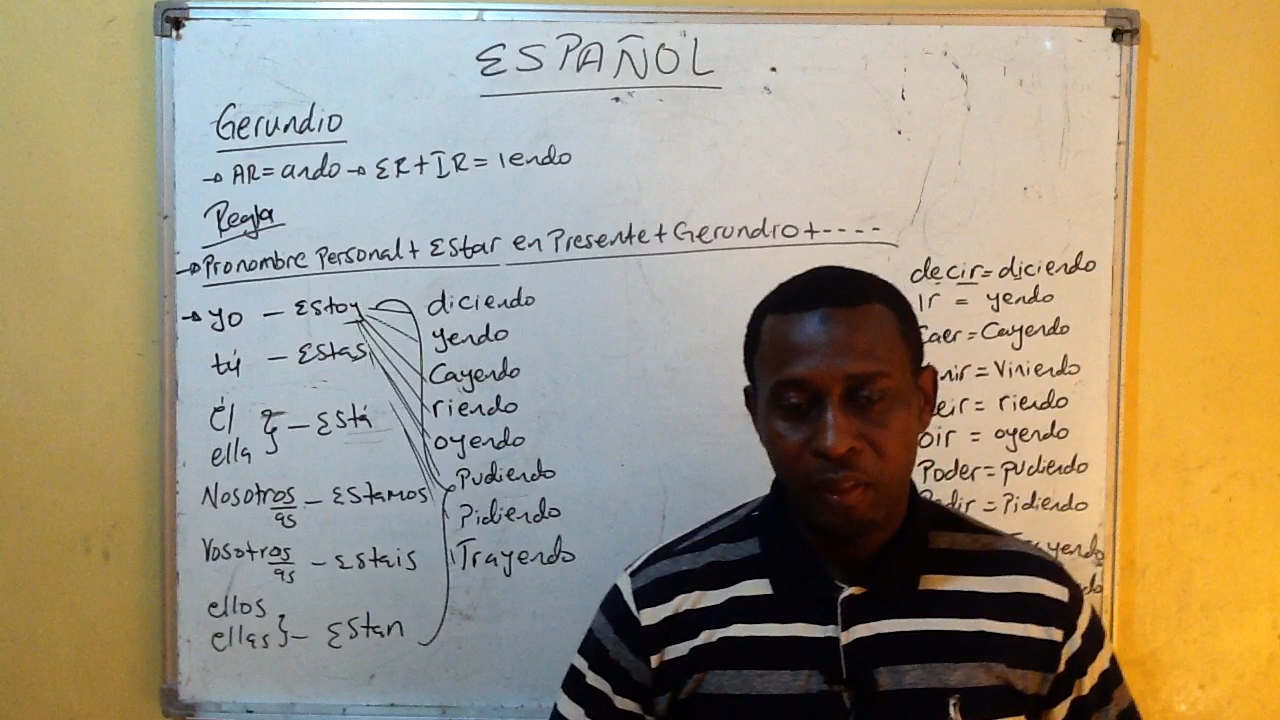 ESPAÑOL
Gerundio
→ AR = ando → ER + IR = iendo
Regla
→ Pronombre Personal + Estar en Presente + Gerundio + ----
→ yo — Estoy
tú — Estas
Él
ella } — Está
Nosotros/as — Estamos
Vosotros/as — Estais
ellos
ellas } — Estan
diciendo
yendo
Cayendo
riendo
oyendo
Pudiendo
Pidiendo
Trayendo
decir = diciendo
Ir = yendo
Caer = Cayendo
= Viniendo
= riendo
oir = oyendo
Poder = pudiendo
Pedir = Pidiendo